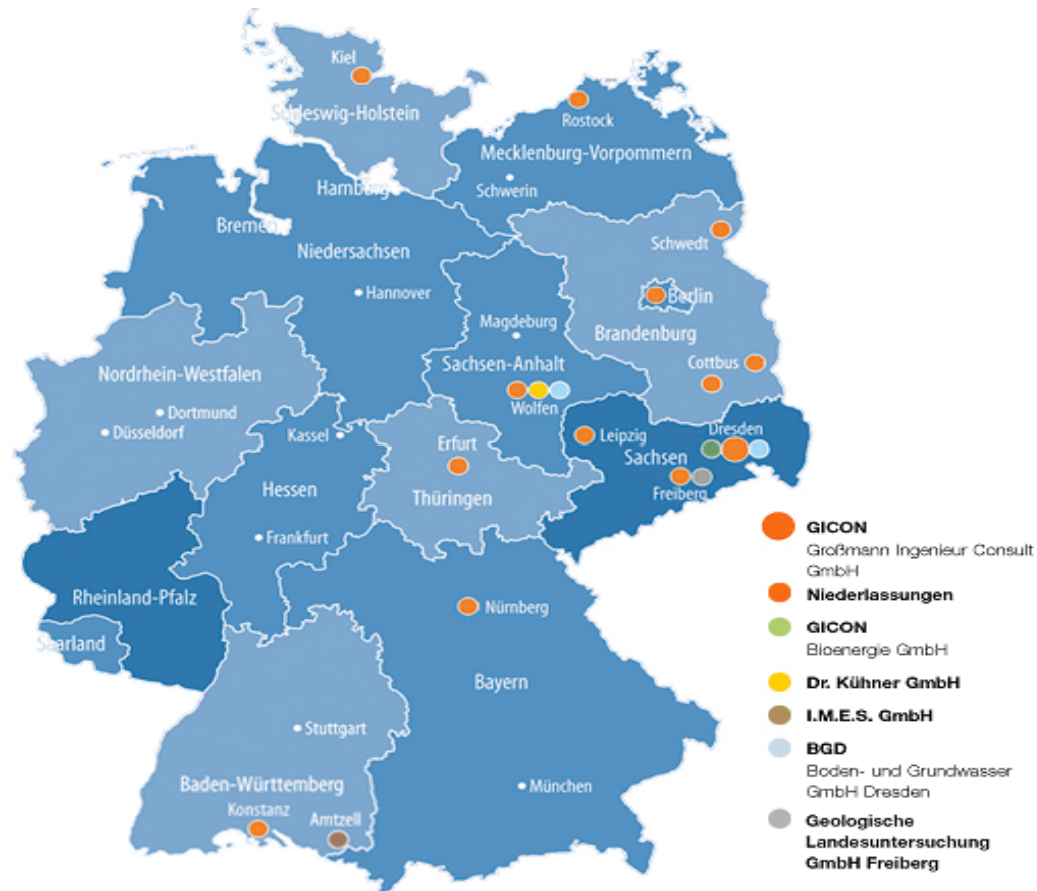 Kiel
Schleswig-Holstein
Rostock
Mecklenburg-Vorpommern
Schwerin
Hamburg
Bremen
Schwedt
Niedersachsen
Hannover
Berlin
Magdeburg
Brandenburg
Sachsen-Anhalt
Cottbus
Nordrhein-Westfalen
Wolfen
Dortmund
Düsseldorf
Kassel
Erfurt
Leipzig
Dresden
Sachsen
Hessen
Thüringen
Freiberg
Frankfurt
Rheinland-Pfalz
Nürnberg
Saarland
Bayern
Stuttgart
Baden-Württemberg
München
Konstanz
Amtzell
GICON
Großmann Ingenieur Consult
GmbH
Niederlassungen
GICON
Bioenergie GmbH
Dr. Kühner GmbH
I.M.E.S. GmbH
BGD
Boden- und Grundwasser
GmbH Dresden
Geologische
Landesuntersuchung
GmbH Freiberg